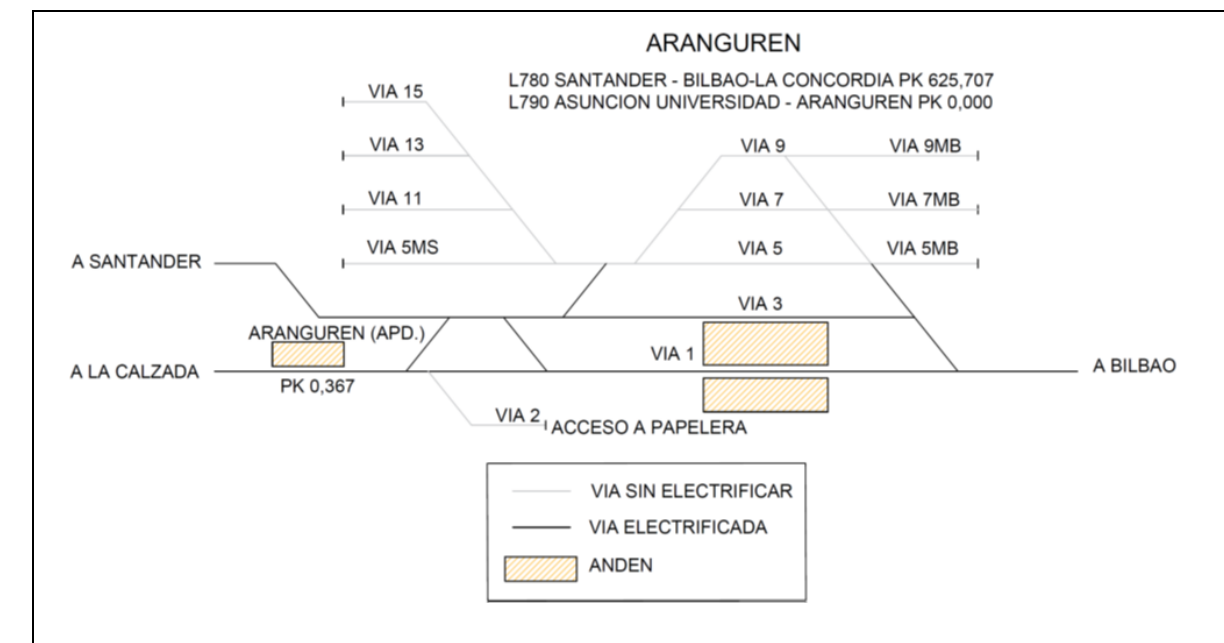 ARANGUREN
L780 SANTANDER - BILBAO-LA CONCORDIA PK 625,707
L790 ASUNCION UNIVERSIDAD - ARANGUREN PK 0,000
VIA 15
VIA 13
VIA 9
VIA 9MB
VIA 11
VIA 7
VIA 7MB
VIA 5MS
VIA 5
VIA 5MB
A SANTANDER
VIA 3
ARANGUREN (APD.)
VIA 1
A LA CALZADA
A BILBAO
PK 0,367
VIA 2
ACCESO A PAPELERA
VIA SIN ELECTRIFICAR
VIA ELECTRIFICADA
ANDEN